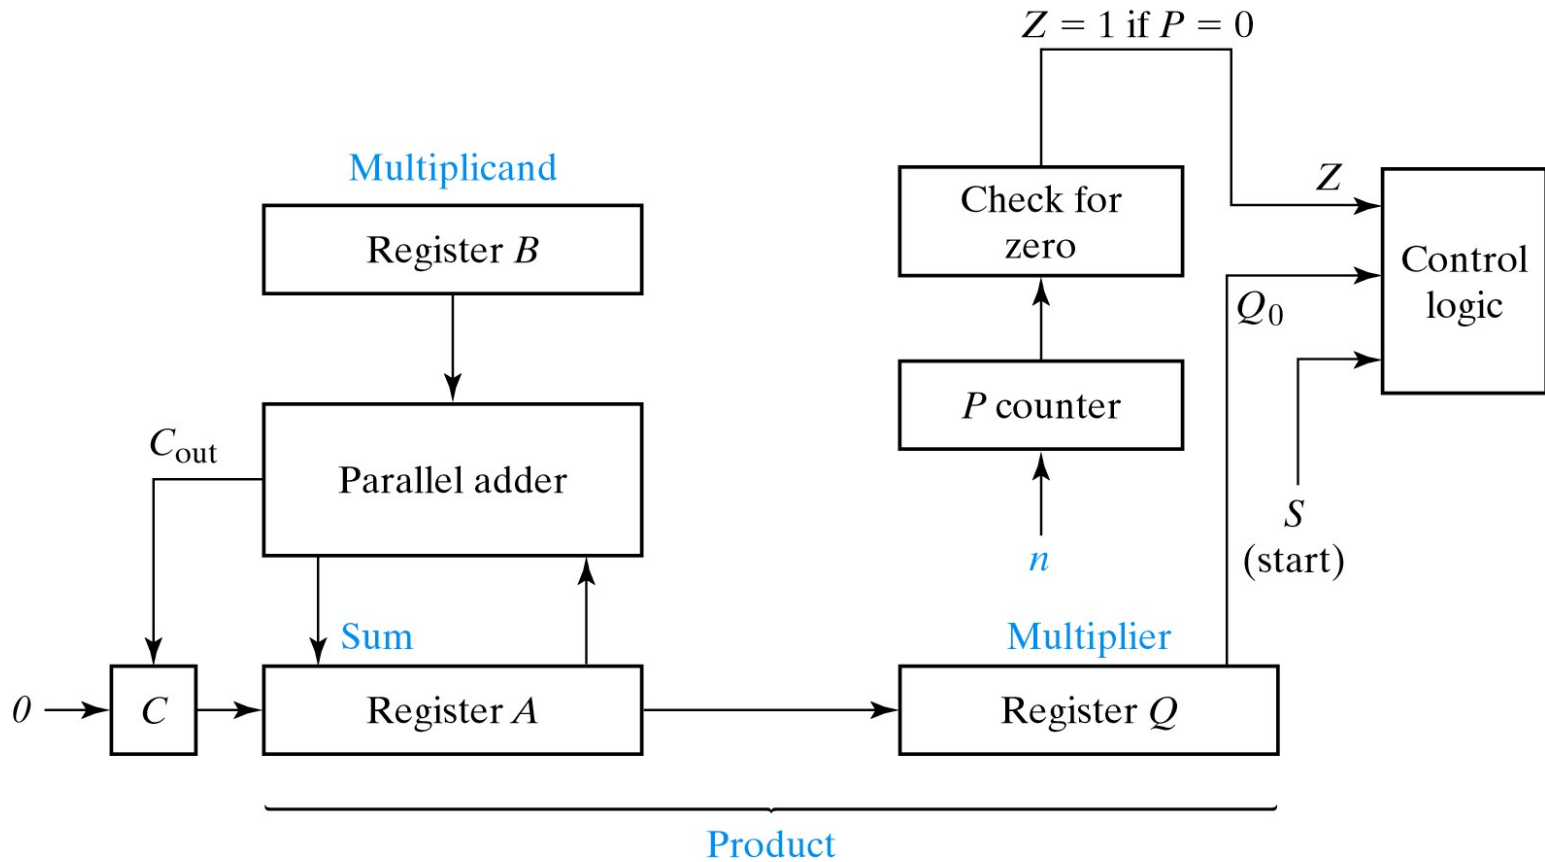 Z = 1 if P = 0
Multiplicand
Register B
Check for
zero
Z
Control
logic
Q₀
P counter
n
S
(start)
C_out
Parallel adder
Sum
Multiplier
0
C
Register A
Register Q
Product